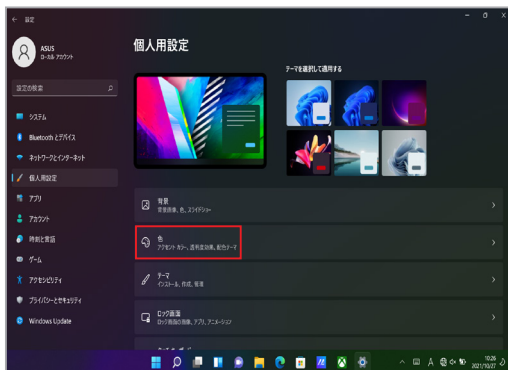 ← 設定
ASUS
ローカル アカウント
設定の検索
システム
Bluetooth とデバイス
ネットワークとインターネット
個人用設定
アプリ
アカウント
時刻と言語
ゲーム
アクセシビリティ
プライバシーとセキュリティ
Windows Update
個人用設定
テーマを選択して適用する
背景
背景画像、色、スライドショー
色
アクセント カラー、透明度効果、配色テーマ
テーマ
インストール、作成、管理
ロック画面
ロック画面の画像、アプリ、アニメーション
A
19:26
2021/10/27